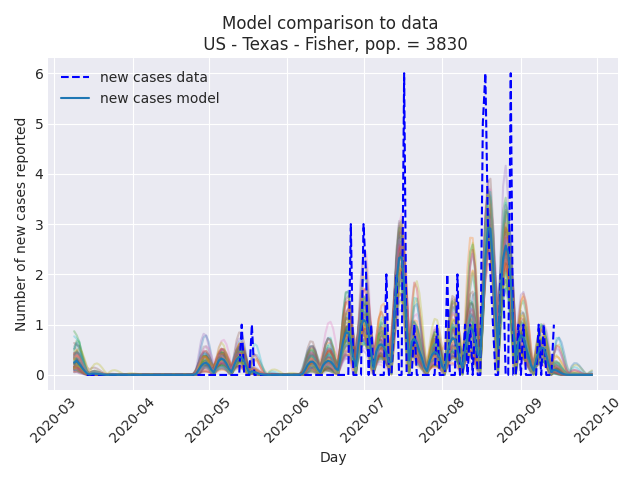 Model comparison to data
US - Texas - Fisher, pop. = 3830
new cases data
new cases model
Number of new cases reported
6
5
4
3
2
1
0
2020-03
2020-04
2020-05
2020-06
2020-07
2020-08
2020-09
2020-10
Day